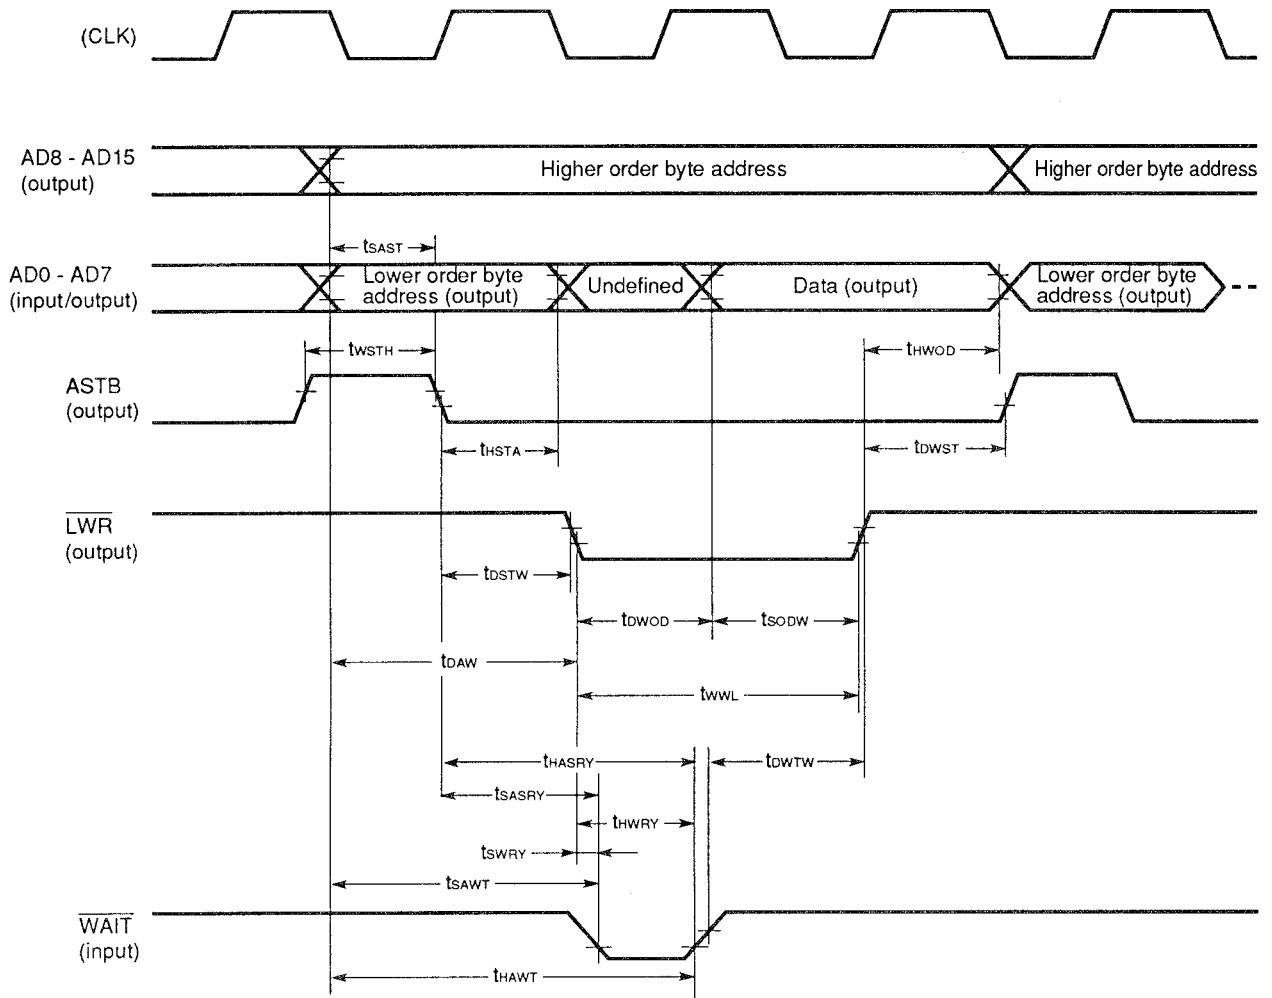 (CLK)
AD8 - AD15
(output)
Higher order byte address
Higher order byte address
tSAST
AD0 - AD7
(input/output)
Lower order byte
address (output)
Undefined
Data (output)
Lower order byte
address (output)
tWSTH
tHWOD
ASTB
(output)
tHSTA
tDWST
LWR
(output)
tDSTW
tDWOD
tSODW
tDAW
tWWL
tHASRY
tDWTW
tSASRY
tHWRY
tSWRY
tSAWT
WAIT
(input)
tHAWT